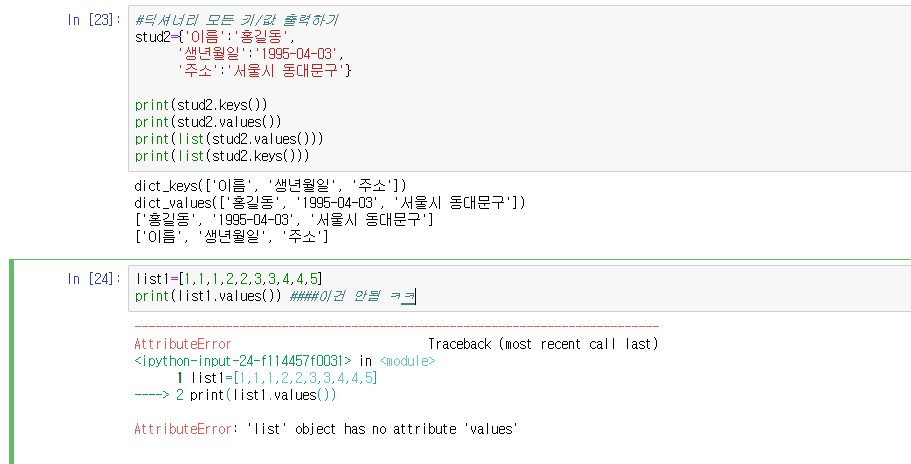 In [23]: #딕셔너리 모든 키/값 출력하기
stud2={'이름':'홍길동',
'생년월일':'1995-04-03',
'주소':'서울시 동대문구'}
print(stud2.keys())
print(stud2.values())
print(list(stud2.values()))
print(list(stud2.keys()))
dict_keys(['이름', '생년월일', '주소'])
dict_values(['홍길동', '1995-04-03', '서울시 동대문구'])
['홍길동', '1995-04-03', '서울시 동대문구']
['이름', '생년월일', '주소']
In [24]: list1=[1,1,1,2,2,3,3,4,4,5]
print(list1.values()) ####이건 안됨 ㅋㅋ
---------------------------------------------------------------------------
AttributeError Traceback (most recent call last)
<ipython-input-24-f114457f0031> in <module>
1 list1=[1,1,1,2,2,3,3,4,4,5]
----> 2 print(list1.values())
AttributeError: 'list' object has no attribute 'values'